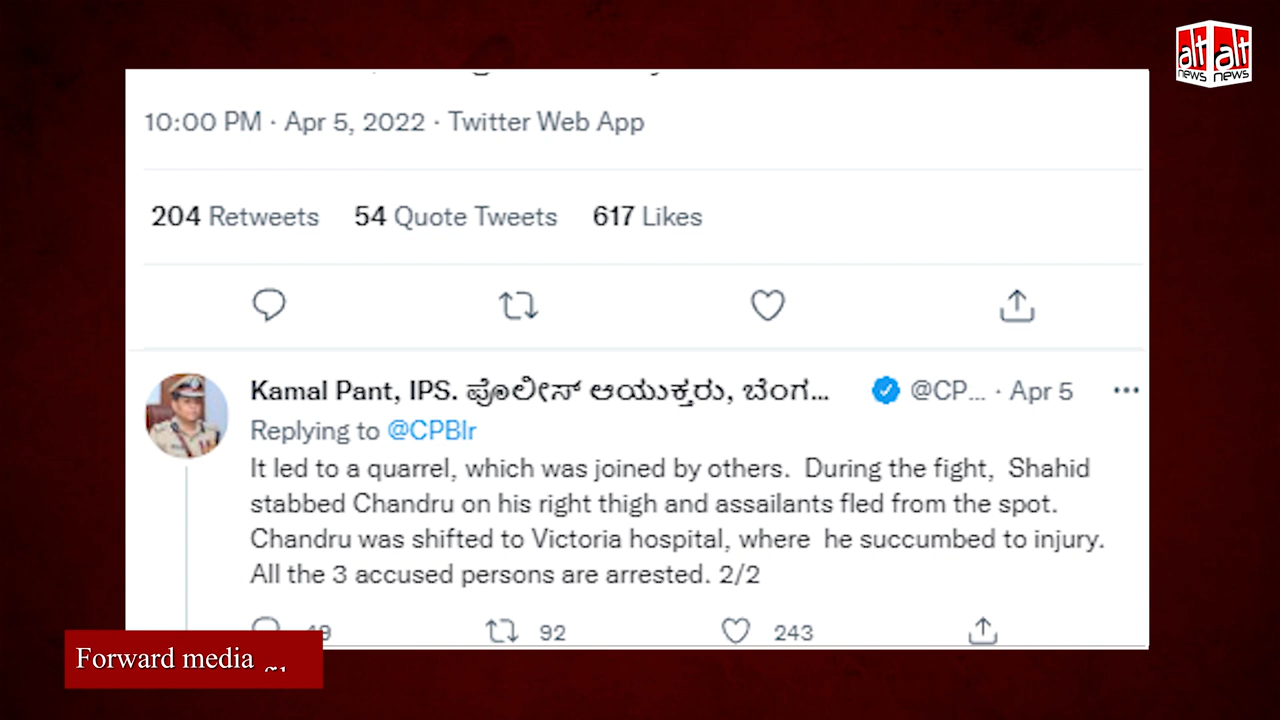 alt alt
news news
10:00 PM · Apr 5, 2022 · Twitter Web App
204 Retweets 54 Quote Tweets 617 Likes
Kamal Pant, IPS. ಪೊಲೀಸ್ ಆಯುಕ್ತರು, ಬೆಂಗ... @CP... · Apr 5
Replying to @CPBlr
It led to a quarrel, which was joined by others. During the fight, Shahid
stabbed Chandru on his right thigh and assailants fled from the spot.
Chandru was shifted to Victoria hospital, where he succumbed to injury.
All the 3 accused persons are arrested. 2/2
49 92 243
Forward media